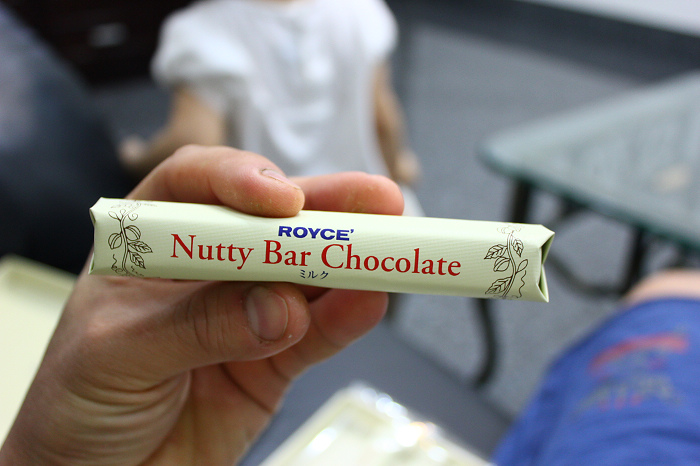 ROYCE'
Nutty Bar Chocolate
ミルク